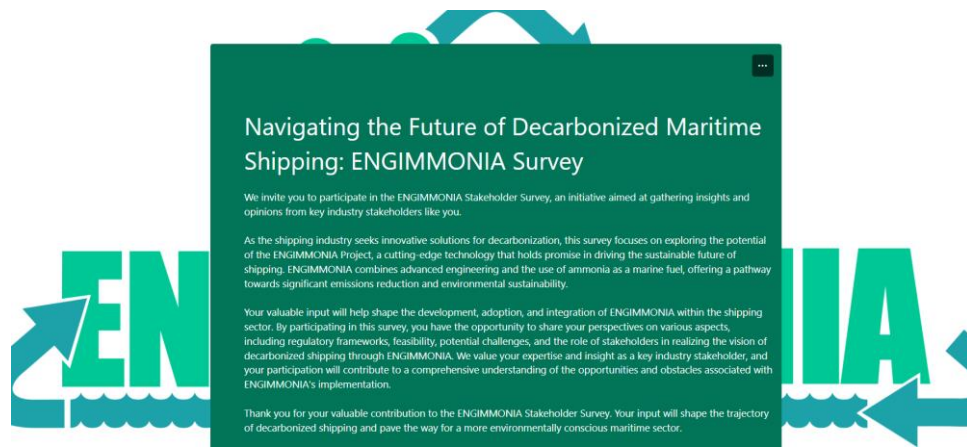 ...
Navigating the Future of Decarbonized Maritime
Shipping: ENGIMMONIA Survey
We invite you to participate in the ENGIMMONIA Stakeholder Survey, an initiative aimed at gathering insights and
opinions from key industry stakeholders like you.
As the shipping industry seeks innovative solutions for decarbonization, this survey focuses on exploring the potential
of the ENGIMMONIA Project, a cutting-edge technology that holds promise in driving the sustainable future of
shipping. ENGIMMONIA combines advanced engineering and the use of ammonia as a marine fuel, offering a pathway
towards significant emissions reduction and environmental sustainability.
Your valuable input will help shape the development, adoption, and integration of ENGIMMONIA within the shipping
sector. By participating in this survey, you have the opportunity to share your perspectives on various aspects,
including regulatory frameworks, feasibility, potential challenges, and the role of stakeholders in realizing the vision of
decarbonized shipping through ENGIMMONIA. We value your expertise and insight as a key industry stakeholder, and
your participation will contribute to a comprehensive understanding of the opportunities and obstacles associated with
ENGIMMONIA's implementation.
Thank you for your valuable contribution to the ENGIMMONIA Stakeholder Survey. Your input will shape the trajectory
of decarbonized shipping and pave the way for a more environmentally conscious maritime sector.
EN IA